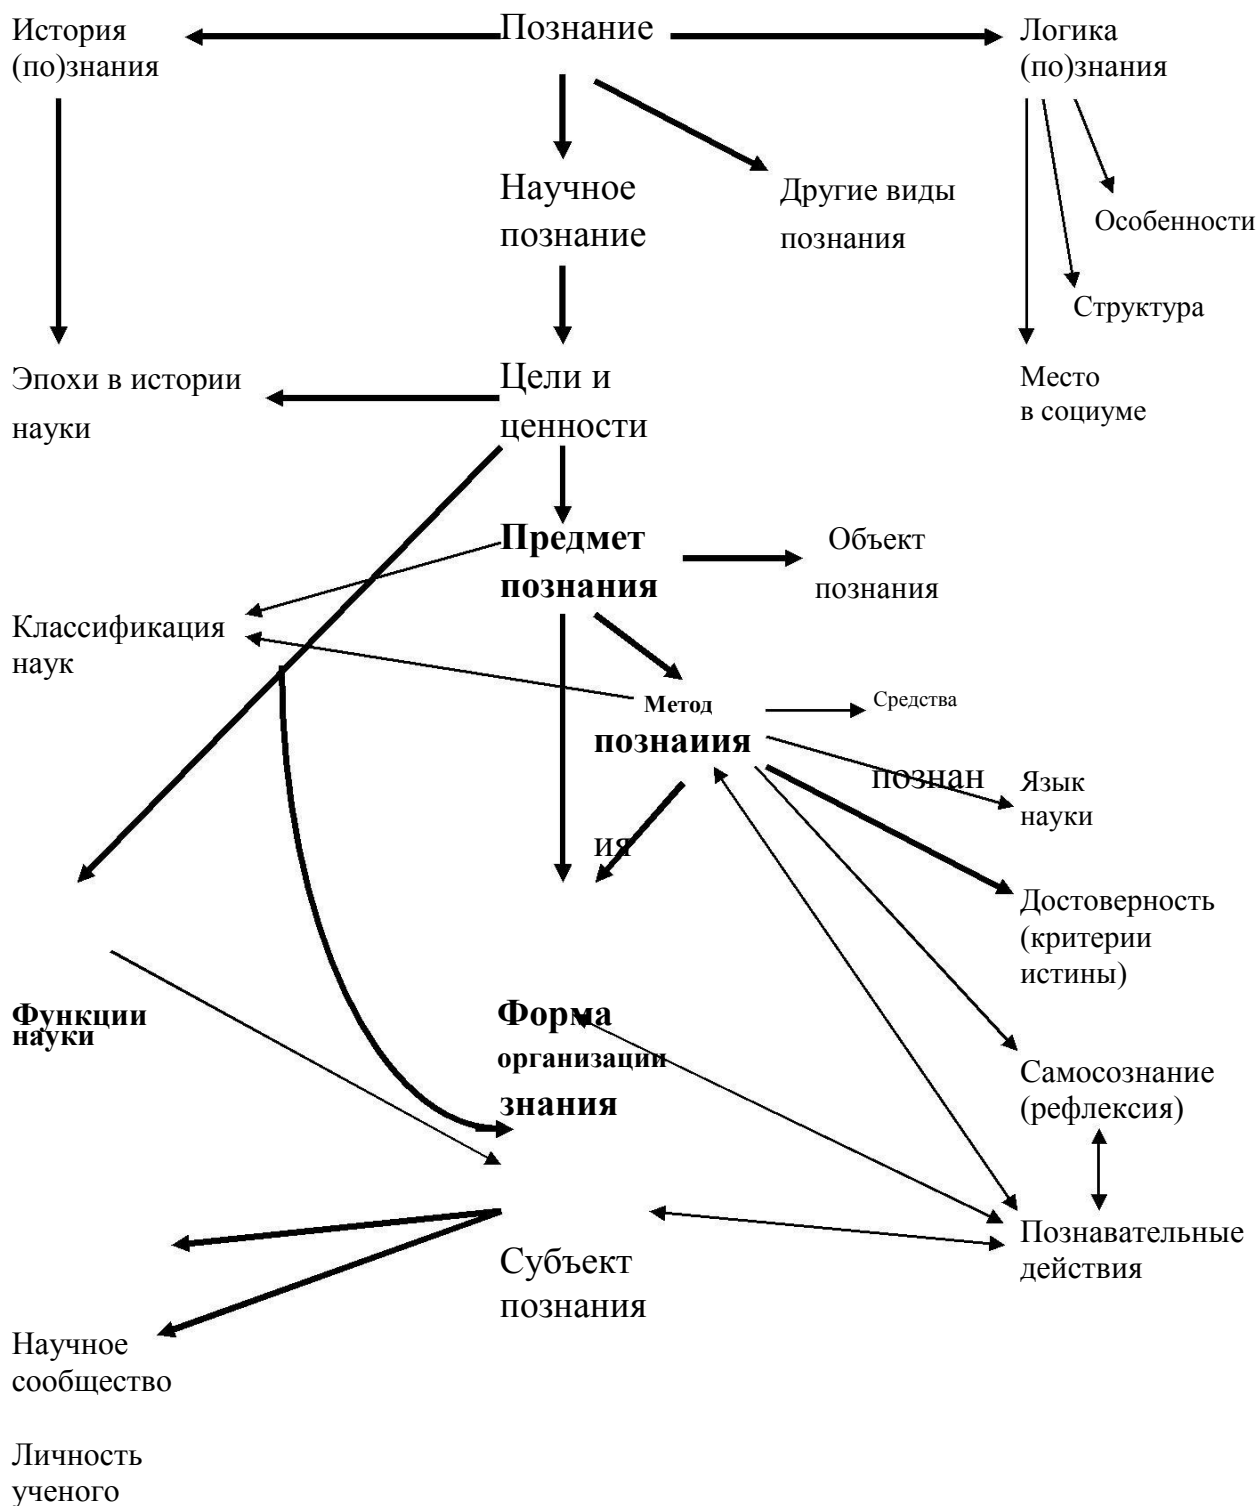 История
(по)знания
Познание
Логика
(по)знания
Научное
познание
Другие виды
познания
Особенности
Структура
Эпохи в истории
науки
Цели и
ценности
Место
в социуме
Предмет
познания
Объект
познания
Классификация
наук
Метод
познаиия
Средства
познан
ия
Язык
науки
Достоверность
(критерии
истины)
Функции
науки
Форма
организации
знания
Самосознание
(рефлексия)
Познавательные
действия
Субъект
познания
Научное
сообщество
Личность
ученого